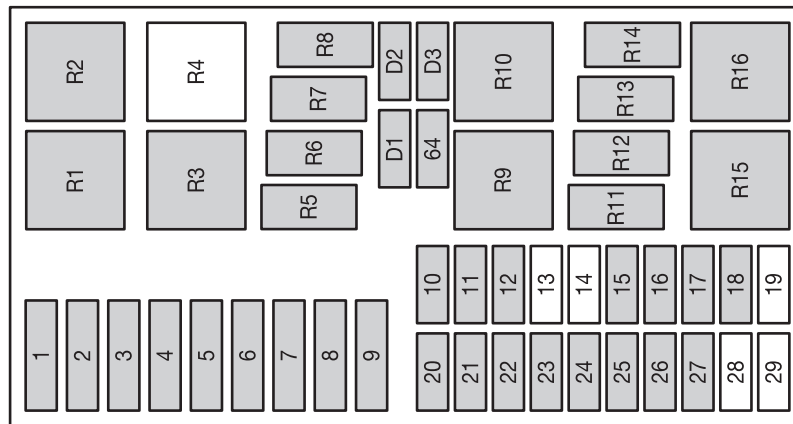 R2 R4 R8 D2 D3 R10 R14 R16
R7 R13
R1 R3 R6 D1 64 R9 R12 R15
R5 R11
10 11 12 13 14 15 16 17 18 19
1 2 3 4 5 6 7 8 9
20 21 22 23 24 25 26 27 28 29